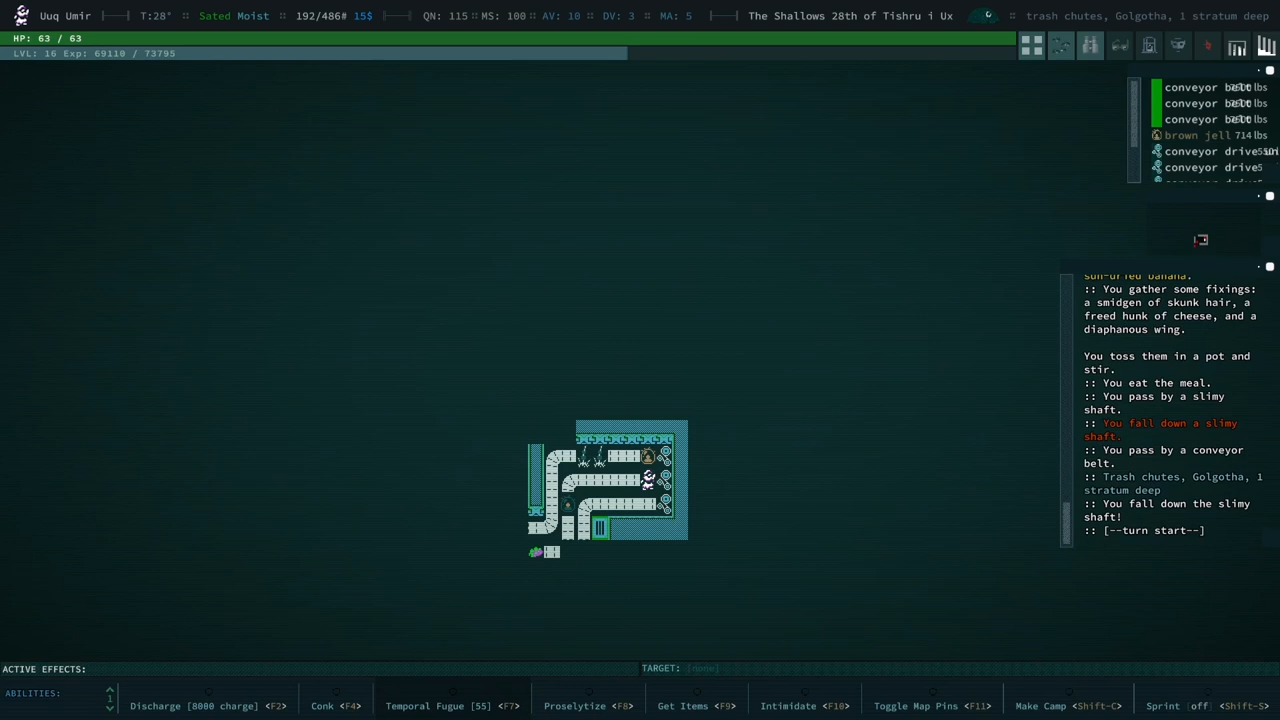 Uuq Umir T:28° :: Sated Moist :: 192/486# 15$ QN: 115 :: MS: 100 :: AV: 10 :: DV: 3 :: MA: 5 The Shallows 28th of Tishru i Ux :: trash chutes, Golgotha, 1 stratum deep
HP: 63 / 63
LVL: 16 Exp: 69110 / 73795
conveyor belt lbs
conveyor belt lbs
conveyor belt lbs
brown jell 714 lbs
conveyor drive
conveyor drive
sun-dried banana.
:: You gather some fixings:
a smidgen of skunk hair, a
freed hunk of cheese, and a
diaphanous wing.
You toss them in a pot and
stir.
:: You eat the meal.
:: You pass by a slimy
shaft.
:: You fall down a slimy
shaft.
:: You pass by a conveyor
belt.
:: Trash chutes, Golgotha, 1
stratum deep
:: You fall down the slimy
shaft!
:: [--turn start--]
ACTIVE EFFECTS: TARGET: [none]
ABILITIES: 1 Discharge [8000 charge] <F2> Conk <F4> Temporal Fugue [55] <F7> Proselytize <F8> Get Items <F9> Intimidate <F10> Toggle Map Pins <F11> Make Camp <Shift-C> Sprint [off] <Shift-S>